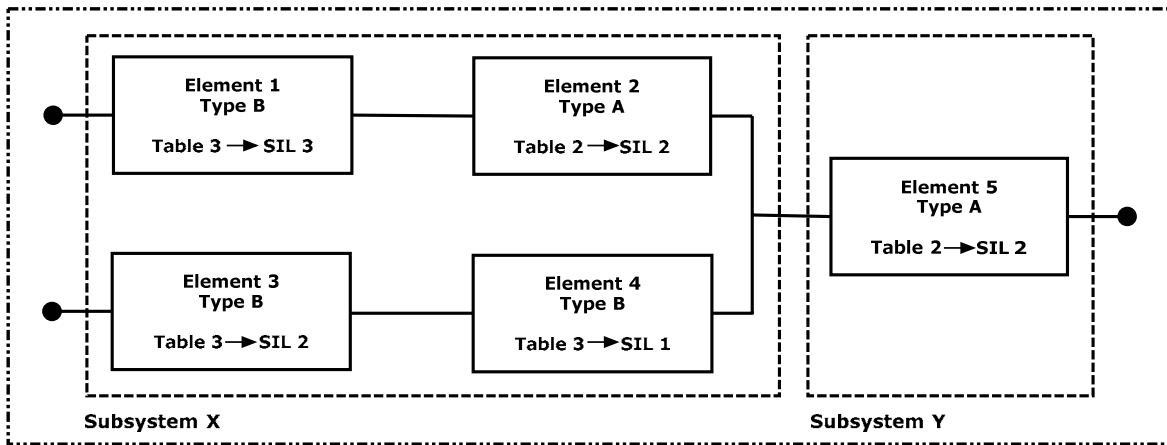 Element 1
Type B
Table 3 → SIL 3
Element 2
Type A
Table 2 → SIL 2
Element 3
Type B
Table 3 → SIL 2
Element 4
Type B
Table 3 → SIL 1
Subsystem X
Element 5
Type A
Table 2 → SIL 2
Subsystem Y